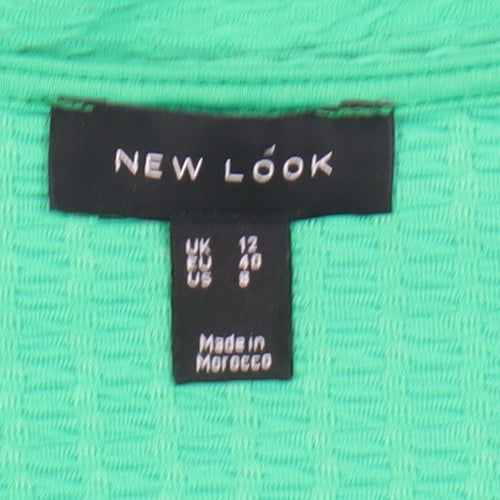 NEW LOOK
UK 12
EU 40
US 8
Made in
Morocco